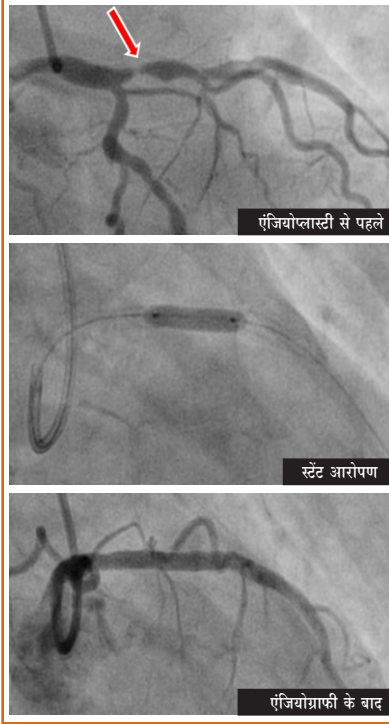 एंजियोप्लास्टी से पहले
स्टेंट आरोपण
एंजियोग्राफी के बाद